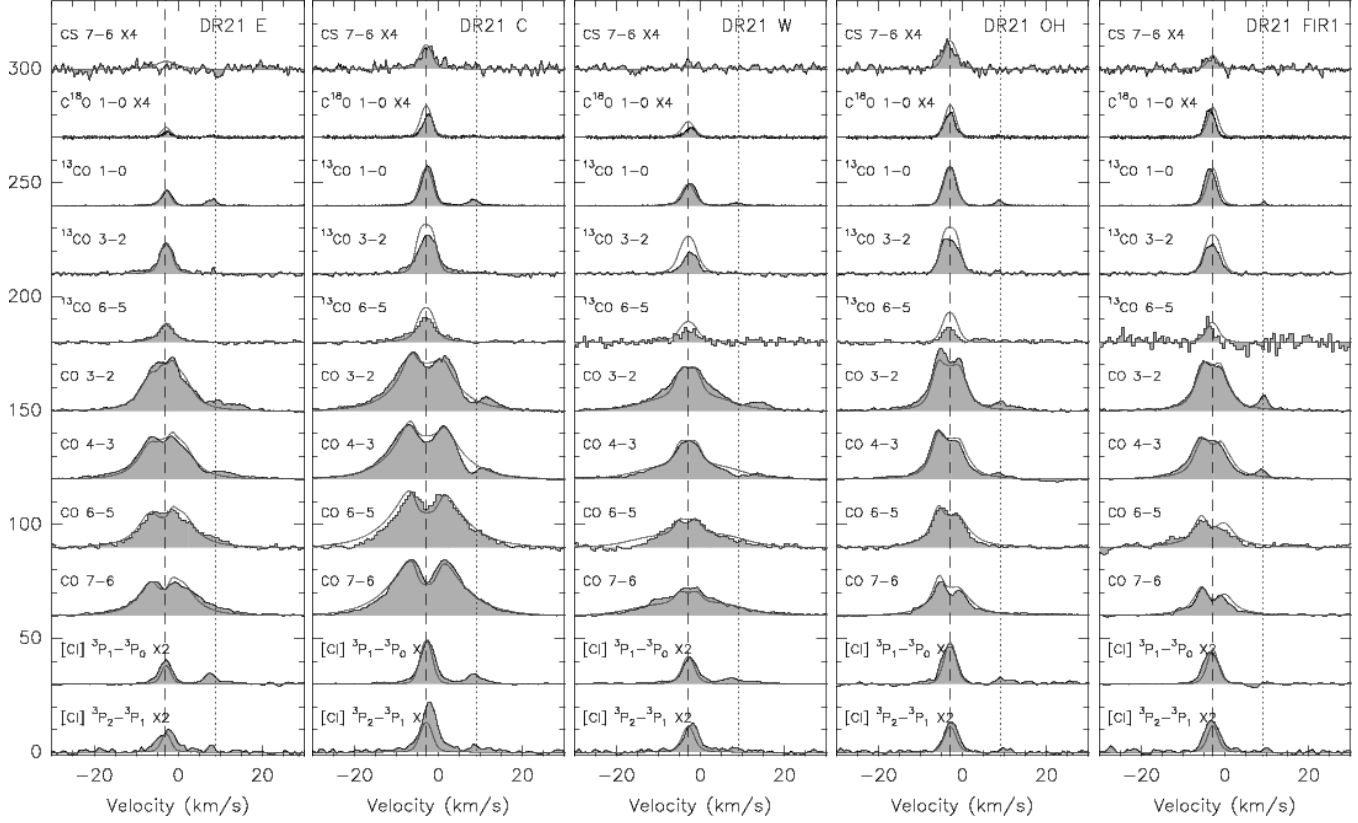 DR21 E
CS 7–6 X4
C¹⁸O 1–0 X4
¹³CO 1–0
¹³CO 3–2
¹³CO 6–5
CO 3–2
CO 4–3
CO 6–5
CO 7–6
[CI] ³P₁–³P₀ X2
[CI] ³P₂–³P₁ X2
DR21 C
CS 7–6 X4
C¹⁸O 1–0 X4
¹³CO 1–0
¹³CO 3–2
¹³CO 6–5
CO 3–2
CO 4–3
CO 6–5
CO 7–6
[CI] ³P₁–³P₀ X2
[CI] ³P₂–³P₁ X2
DR21 W
CS 7–6 X4
C¹⁸O 1–0 X4
¹³CO 1–0
¹³CO 3–2
¹³CO 6–5
CO 3–2
CO 4–3
CO 6–5
CO 7–6
[CI] ³P₁–³P₀ X2
[CI] ³P₂–³P₁ X2
DR21 OH
CS 7–6 X4
C¹⁸O 1–0 X4
¹³CO 1–0
¹³CO 3–2
¹³CO 6–5
CO 3–2
CO 4–3
CO 6–5
CO 7–6
[CI] ³P₁–³P₀ X2
[CI] ³P₂–³P₁ X2
DR21 FIR1
CS 7–6 X4
C¹⁸O 1–0 X4
¹³CO 1–0
¹³CO 3–2
¹³CO 6–5
CO 3–2
CO 4–3
CO 6–5
CO 7–6
[CI] ³P₁–³P₀ X2
[CI] ³P₂–³P₁ X2
300
250
200
150
100
50
0
−20 0 20
−20 0 20
−20 0 20
−20 0 20
−20 0 20
Velocity (km/s)
Velocity (km/s)
Velocity (km/s)
Velocity (km/s)
Velocity (km/s)